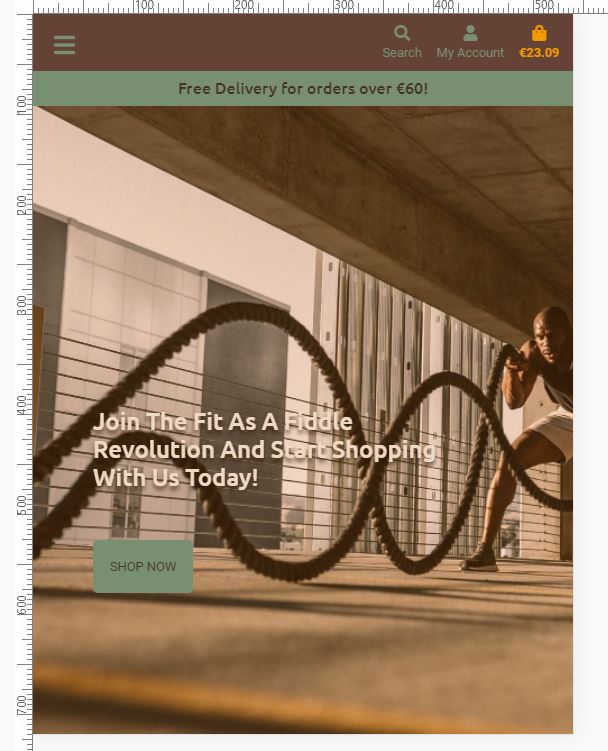 100 200 300 400 500
Search My Account €23.09
Free Delivery for orders over €60!
100
200
300
400
Join The Fit As A Fiddle
Revolution And Start Shopping
With Us Today!
500
SHOP NOW
600
700